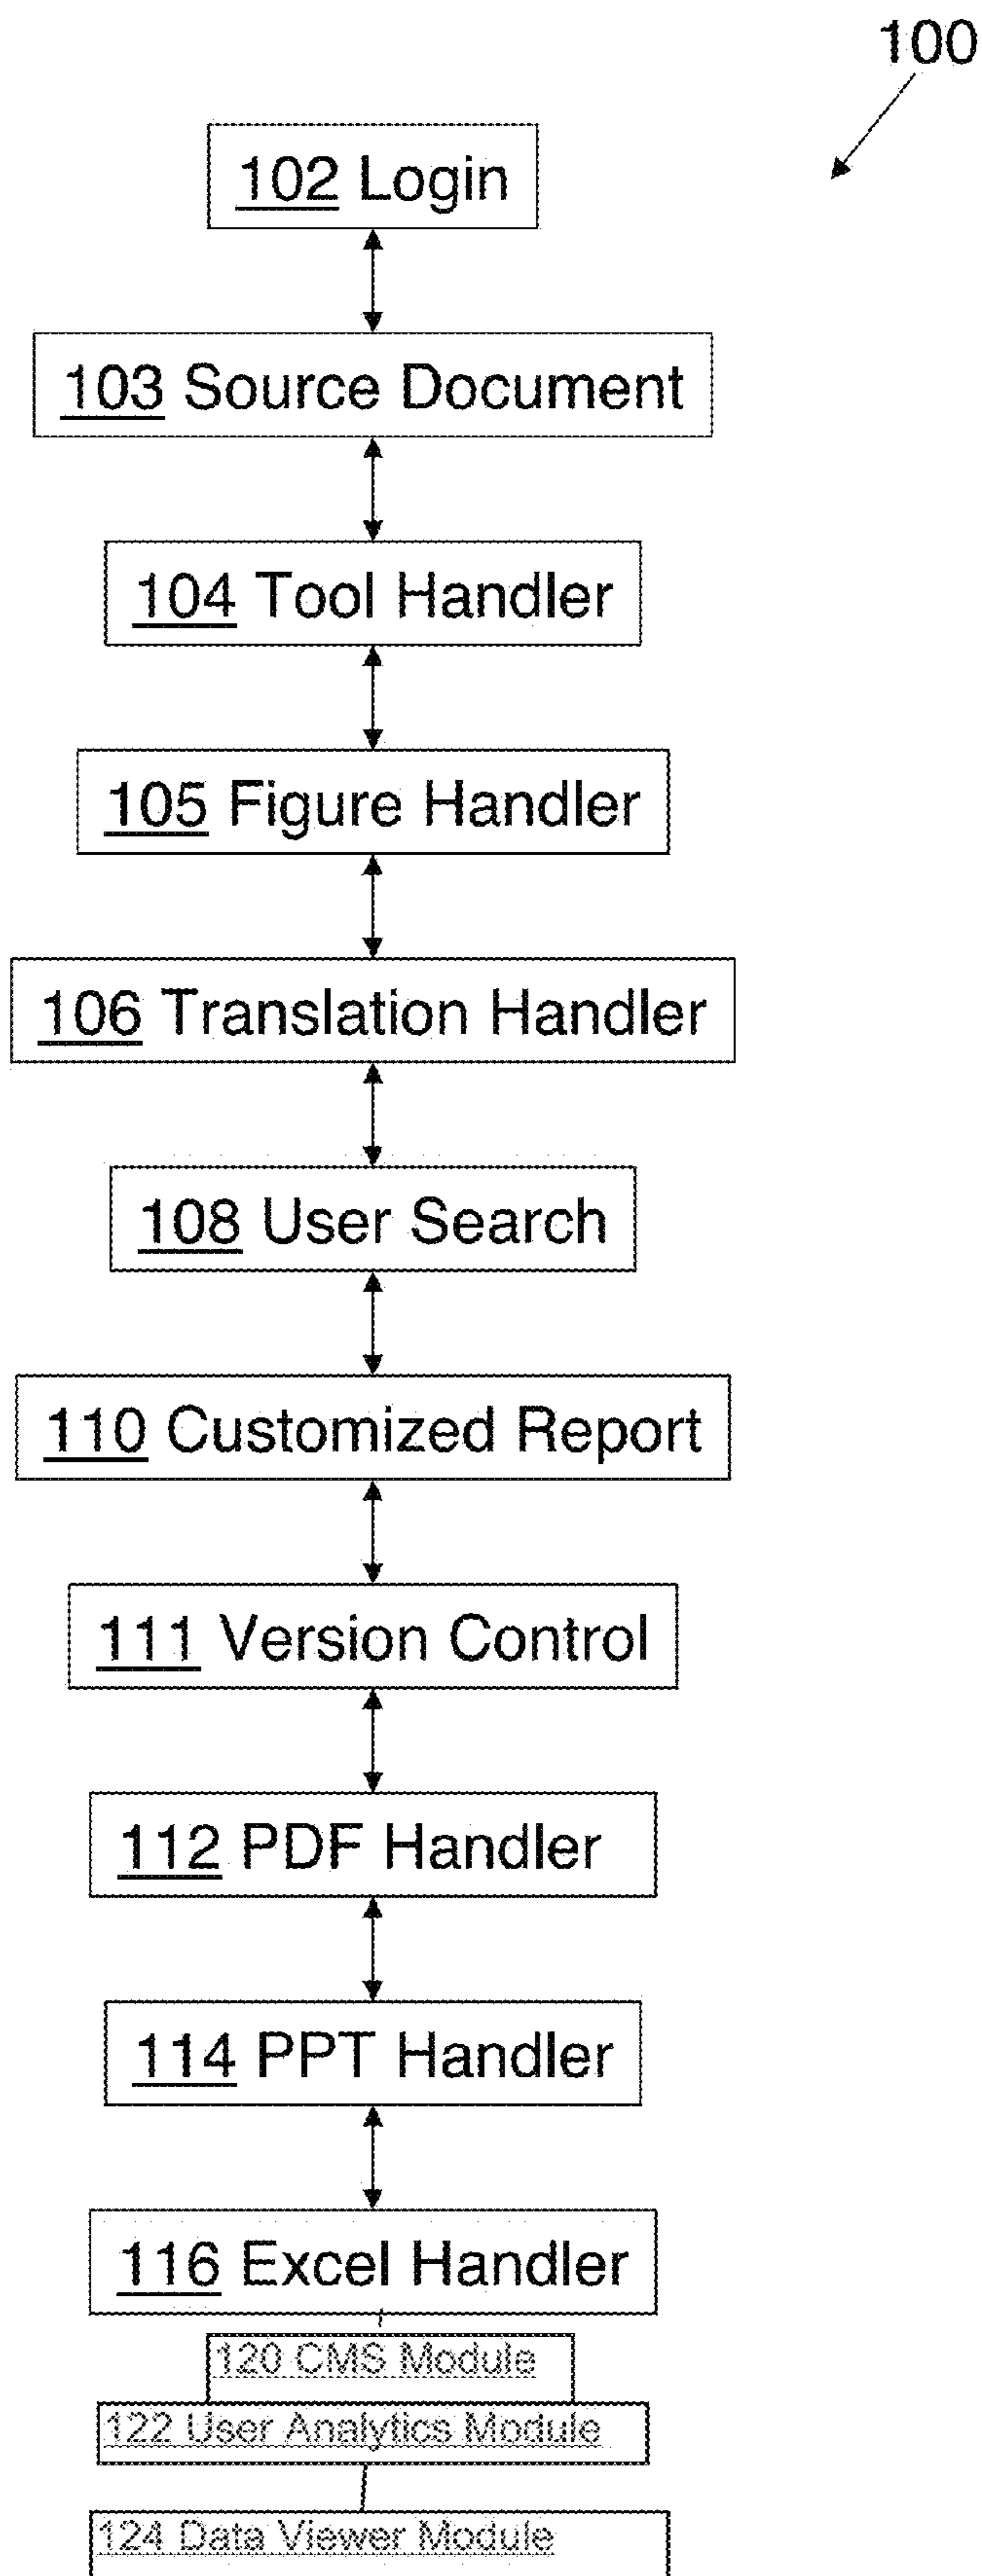 100
102 Login
103 Source Document
104 Tool Handler
105 Figure Handler
106 Translation Handler
108 User Search
110 Customized Report
111 Version Control
112 PDF Handler
114 PPT Handler
116 Excel Handler
120 CMS Module
122 User Analytics Module
124 Data Viewer Module